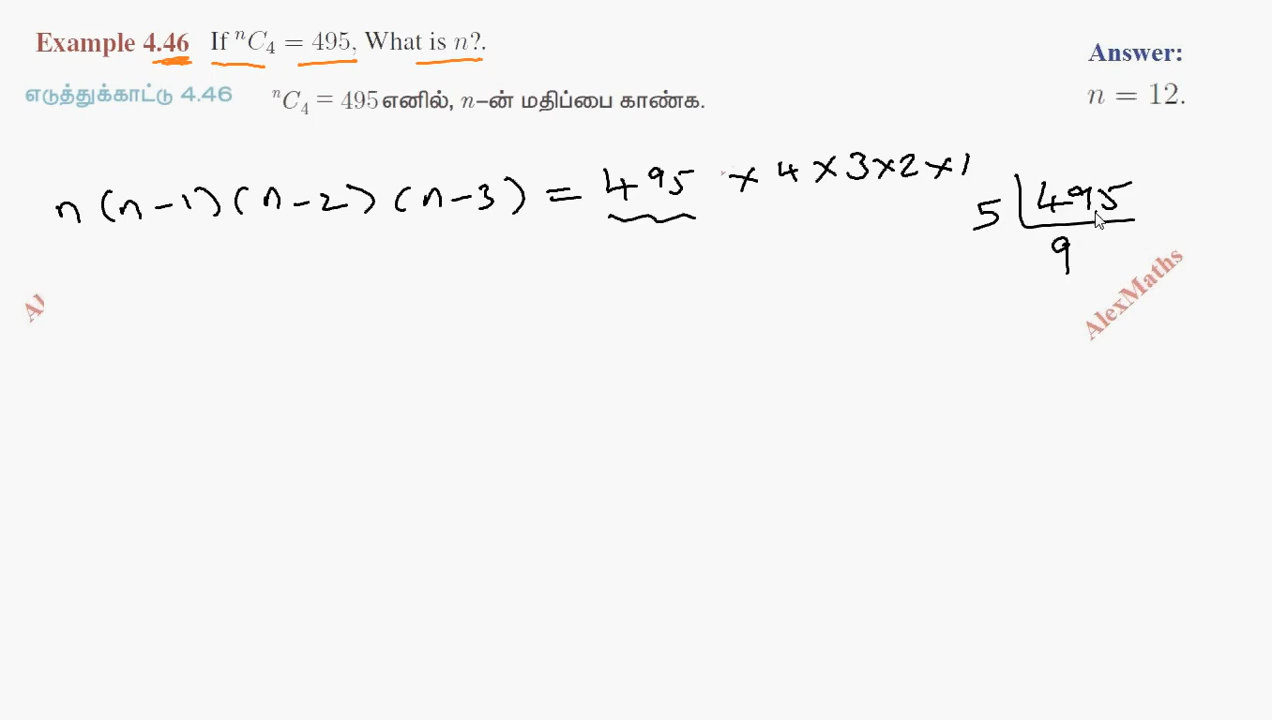 Example 4.46 If ⁿC₄ = 495, What is n?.
Answer:
எடுத்துக்காட்டு 4.46 ⁿC₄ = 495 எனில், n–ன் மதிப்பை காண்க.
n = 12.
n (n-1) (n-2) (n-3) = 495 × 4 × 3 × 2 × 1
5 | 495
9
AlexMaths